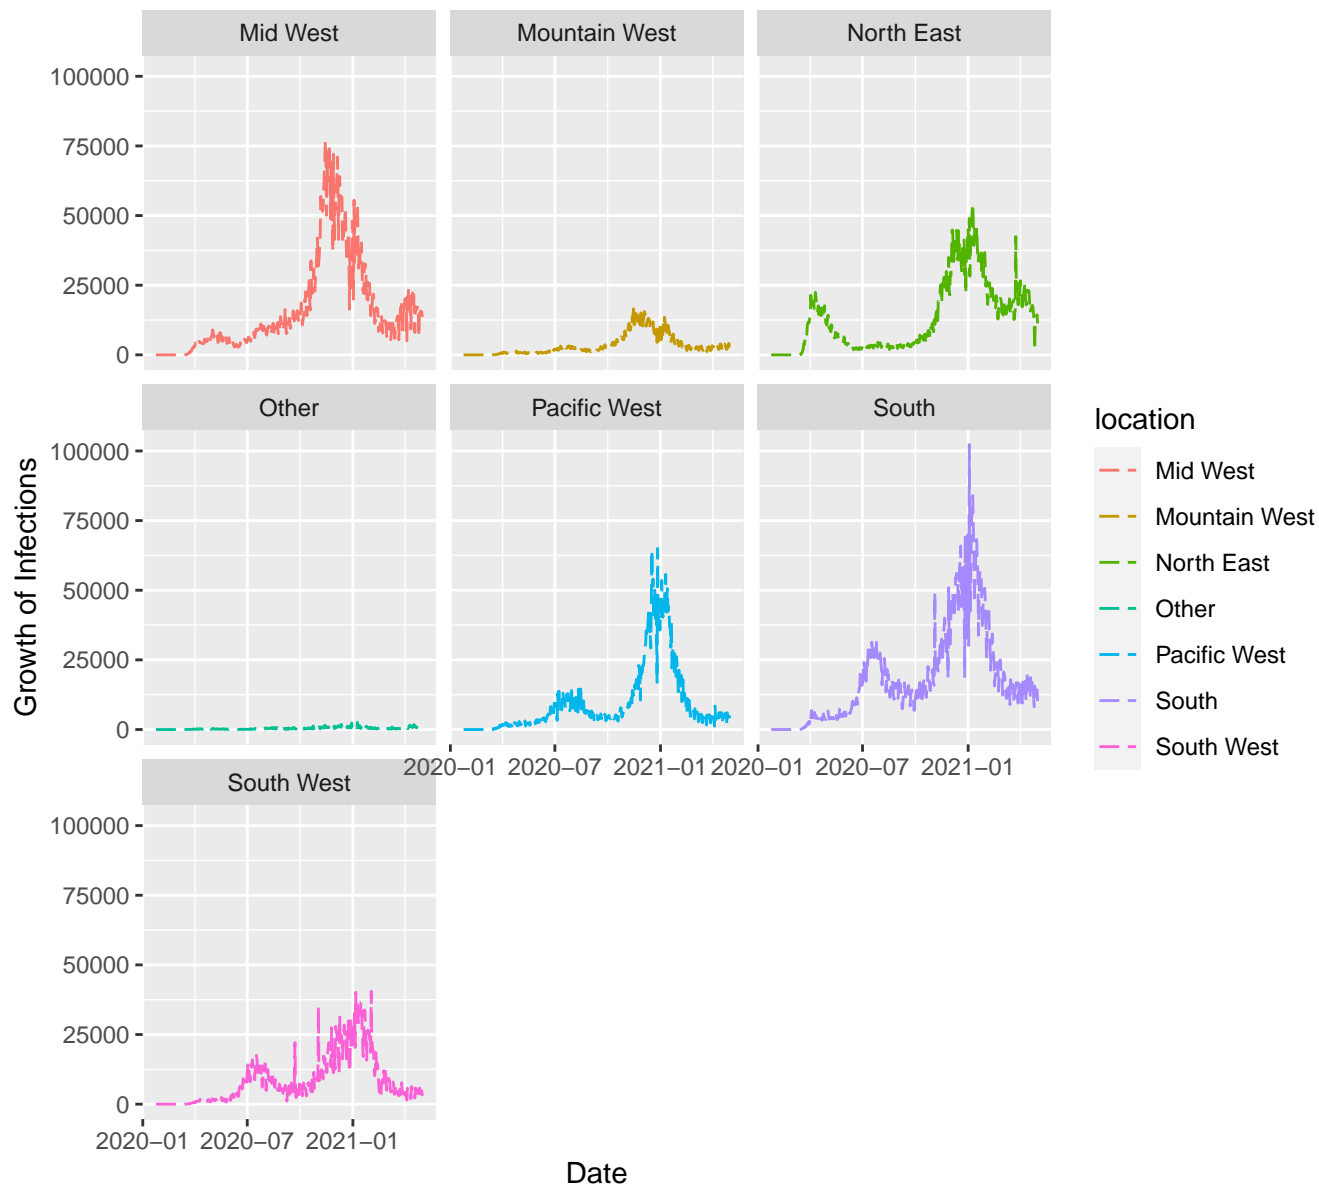 Mid West
Mountain West
North East
100000
75000
50000
25000
0
Other
Pacific West
South
100000
75000
50000
25000
0
2020−01
2020−07
2021−01
2020−01
2020−07
2021−01
South West
100000
75000
50000
25000
0
2020−01
2020−07
2021−01
Growth of Infections
Date
location
Mid West
Mountain West
North East
Other
Pacific West
South
South West